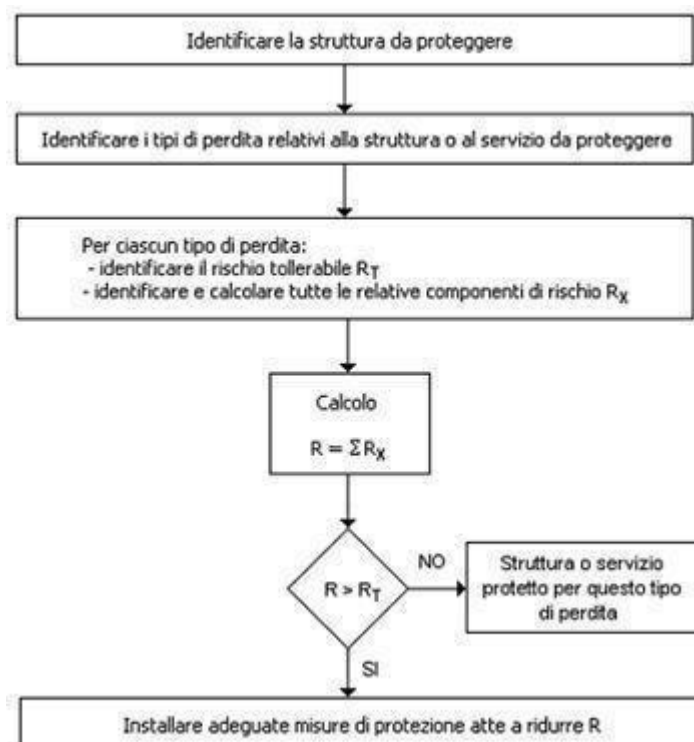 Identificare la struttura da proteggere
Identificare i tipi di perdita relativi alla struttura o al servizio da proteggere
Per ciascun tipo di perdita:
- identificare il rischio tollerabile RT
- identificare e calcolare tutte le relative componenti di rischio RX
Calcolo
R = ΣRX
R > RT
NO
Struttura o servizio
protetto per questo tipo
di perdita
SI
Installare adeguate misure di protezione atte a ridurre R